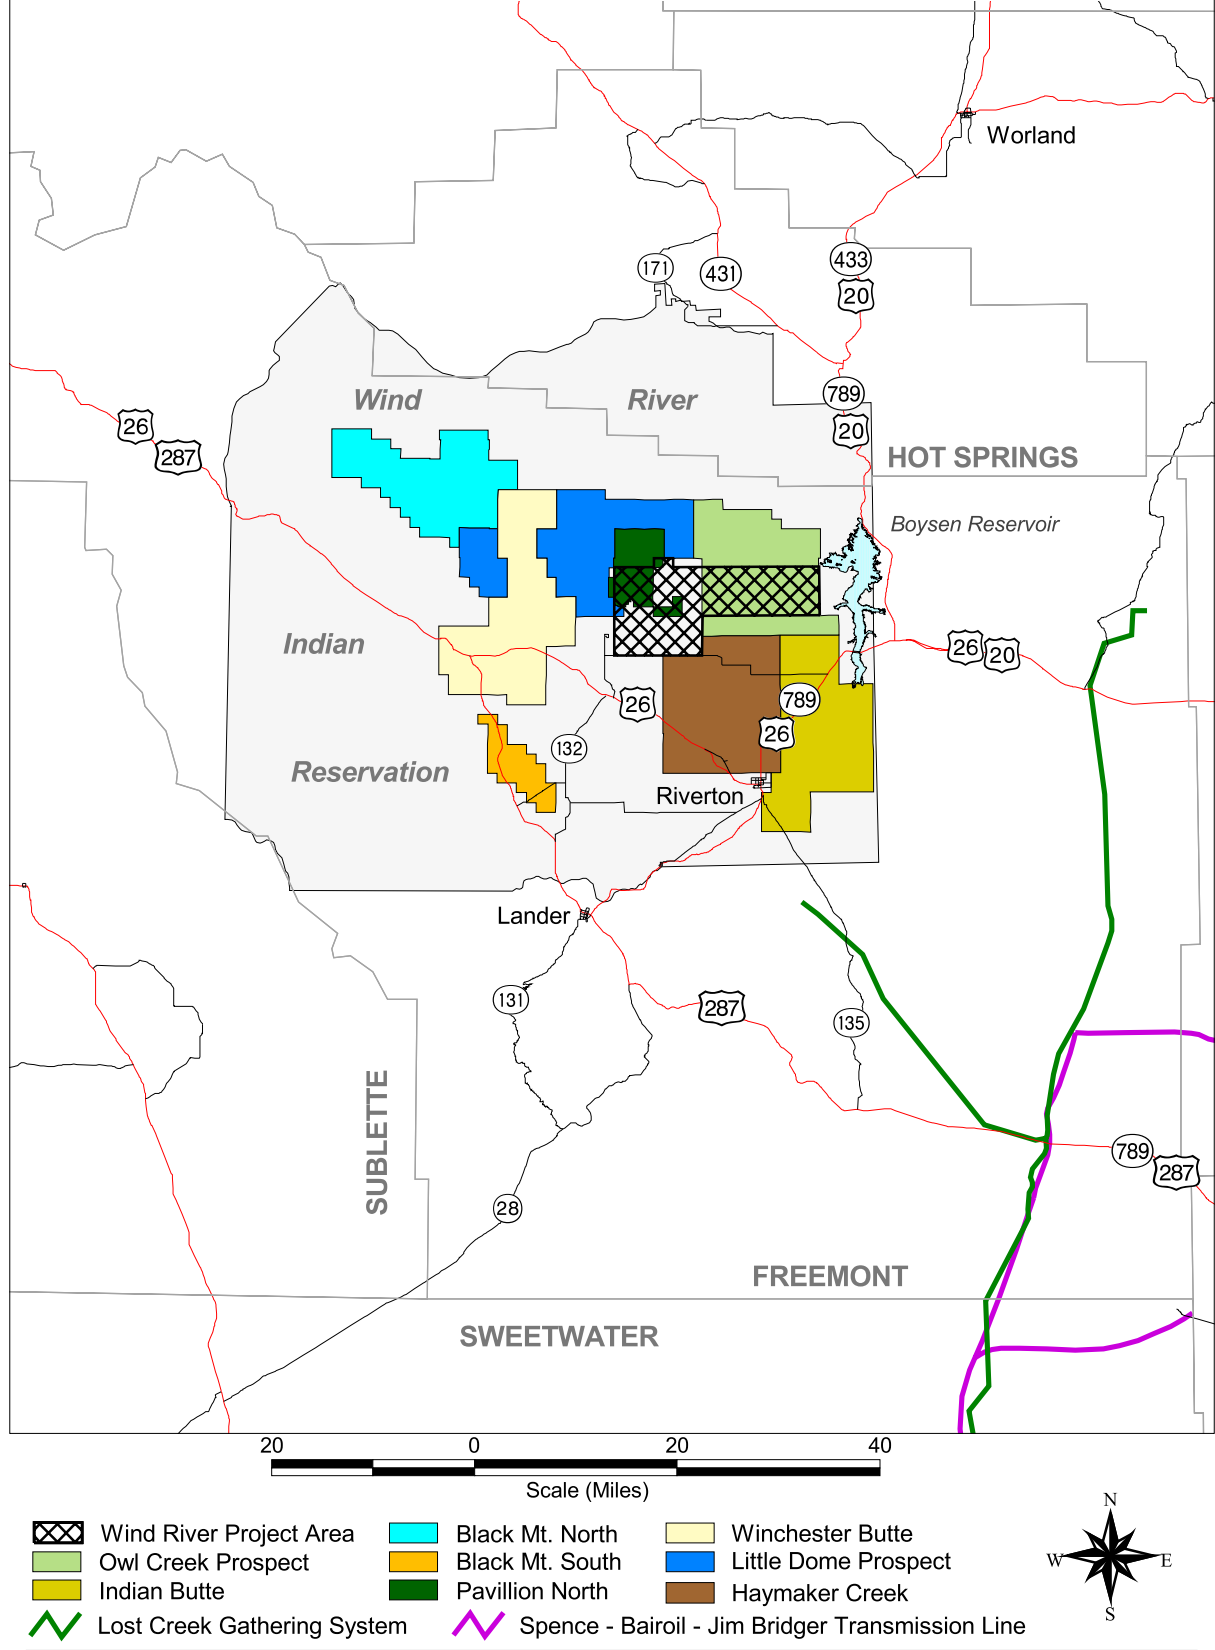 Worland
171
431
433
20
789
20
Wind
River
26
287
HOT SPRINGS
Boysen Reservoir
Indian
26
20
789
26
26
132
Reservation
Riverton
Lander
131
287
135
SUBLETTE
789
287
28
FREEMONT
SWEETWATER
20 0 20 40
Scale (Miles)
Wind River Project Area
Owl Creek Prospect
Indian Butte
Black Mt. North
Black Mt. South
Pavillion North
Winchester Butte
Little Dome Prospect
Haymaker Creek
Lost Creek Gathering System
Spence - Bairoil - Jim Bridger Transmission Line
N
W E
S